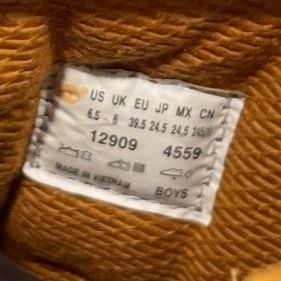 US UK EU JP MX CN
6.5 6 39.5 24.5 24,5
12909 4559
MADE IN VIETNAM BOYS